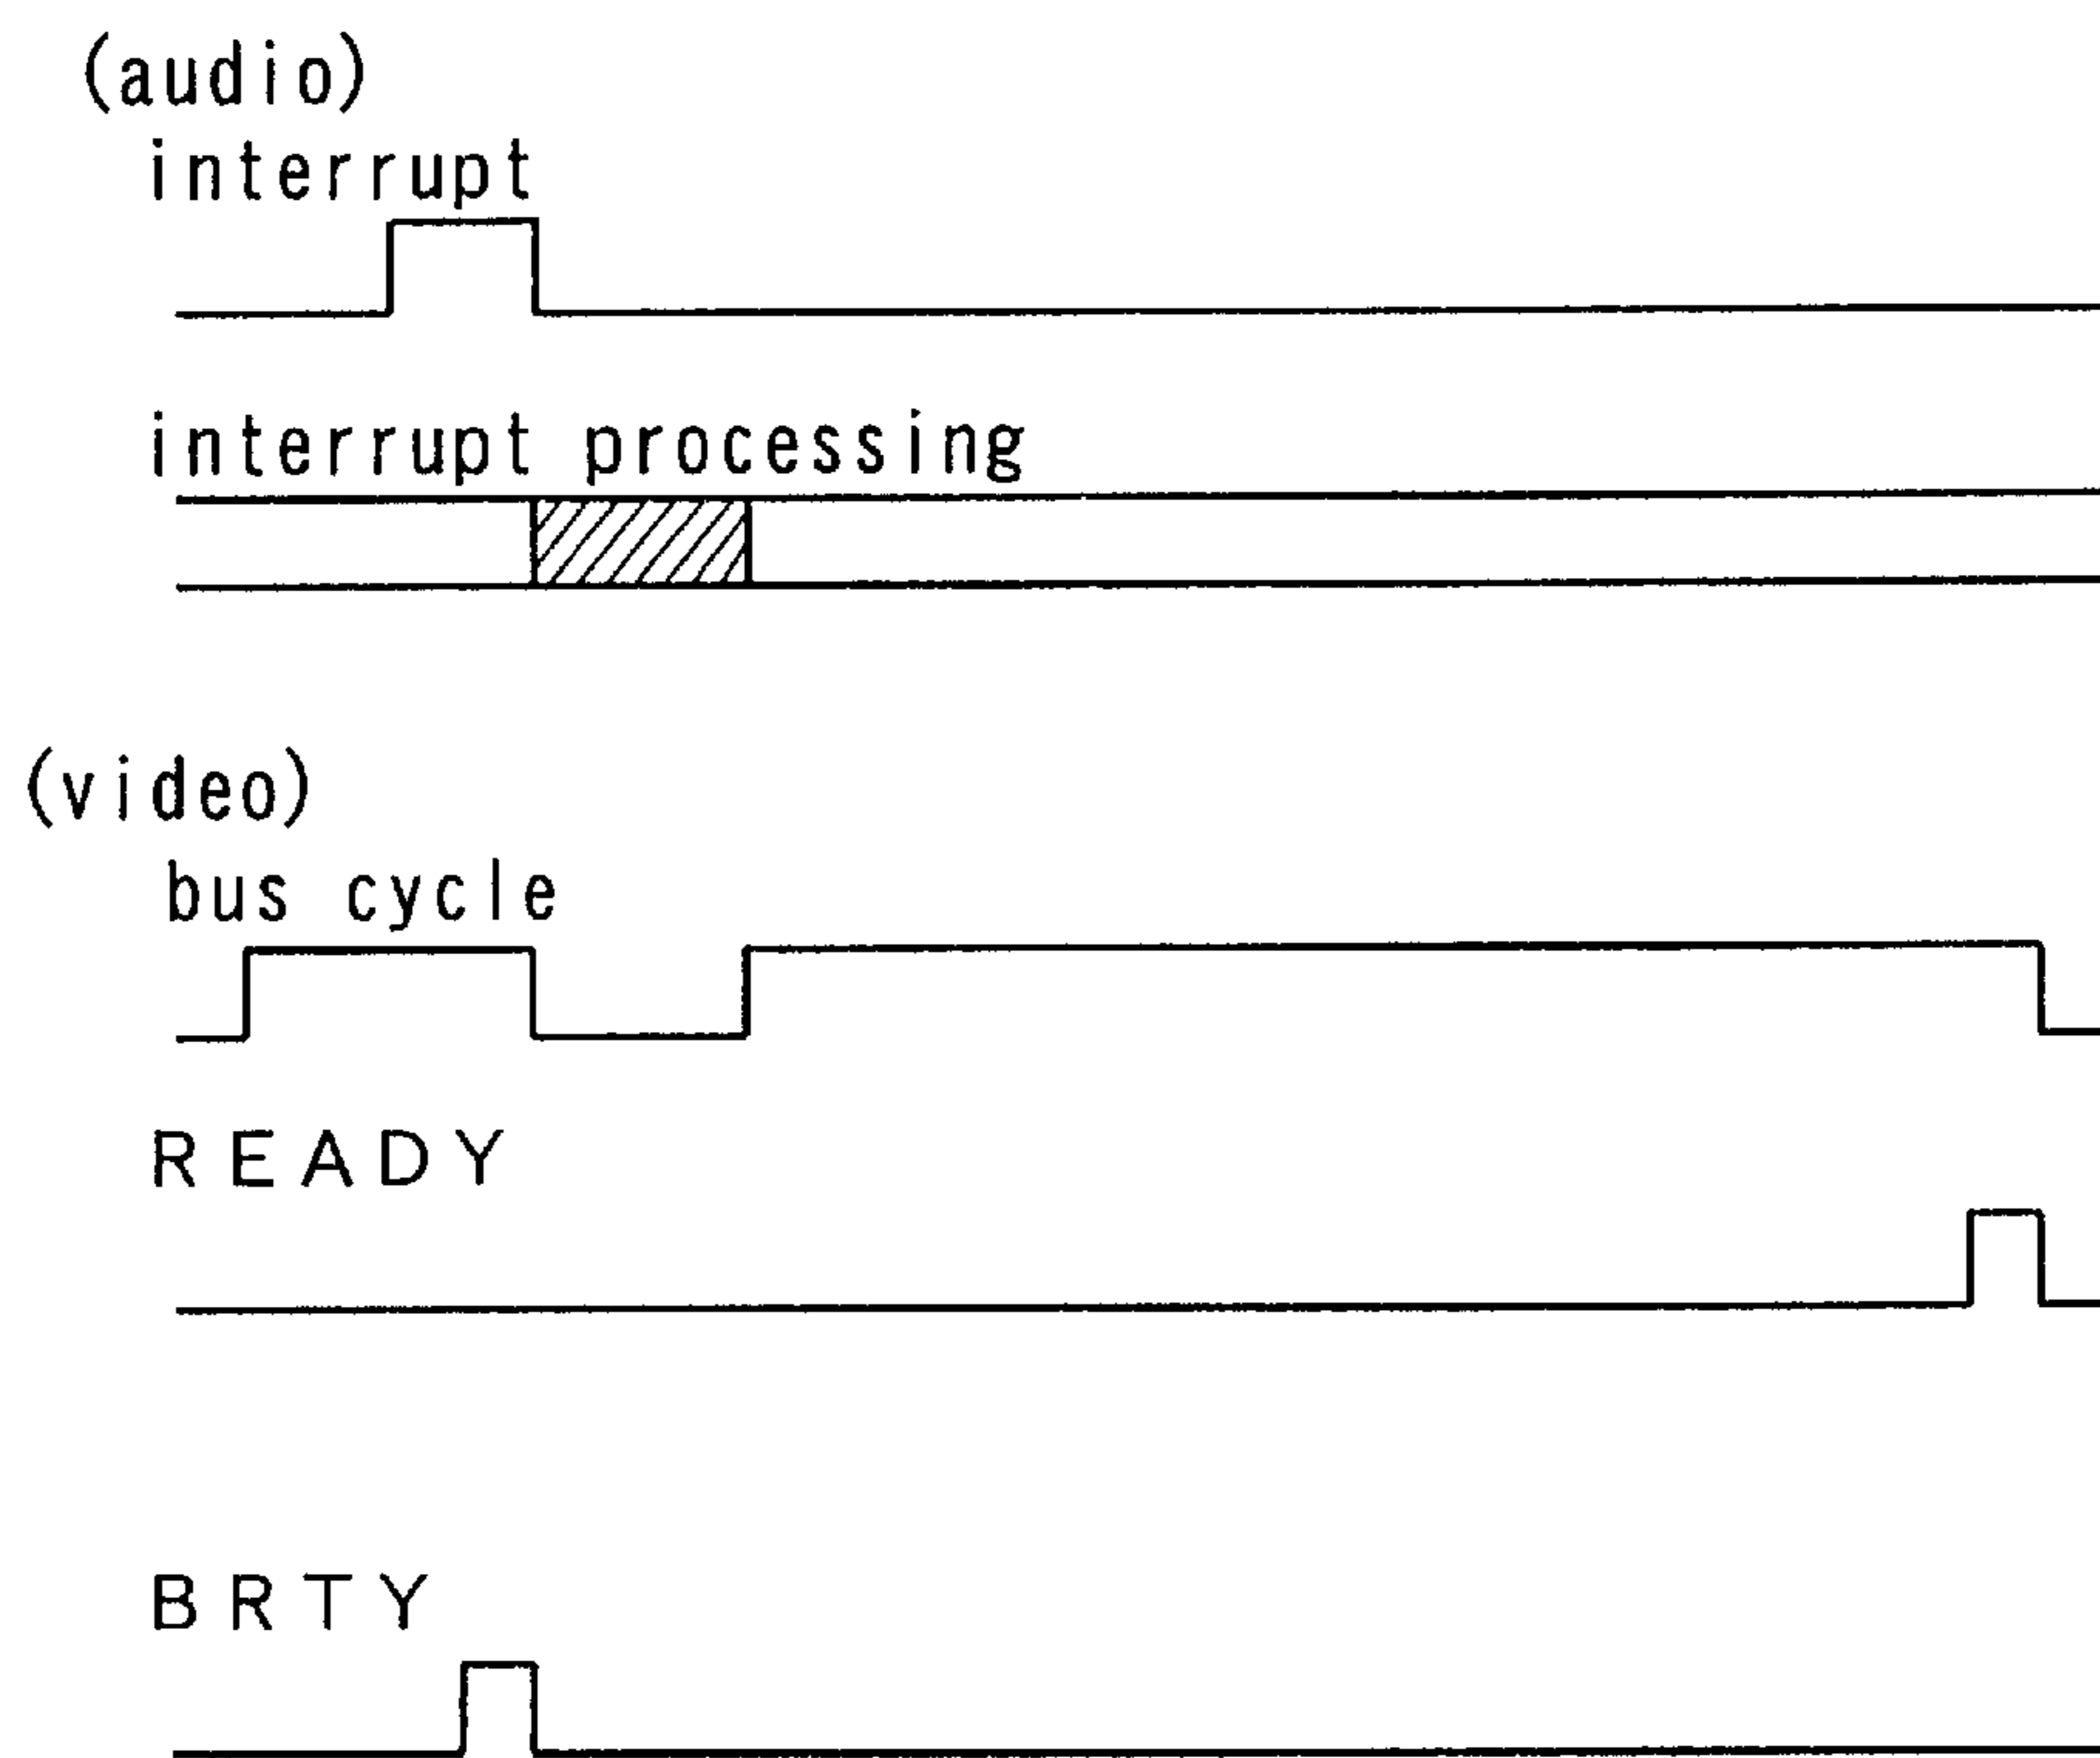 (audio)
interrupt
interrupt processing
(video)
bus cycle
READY
BRTY